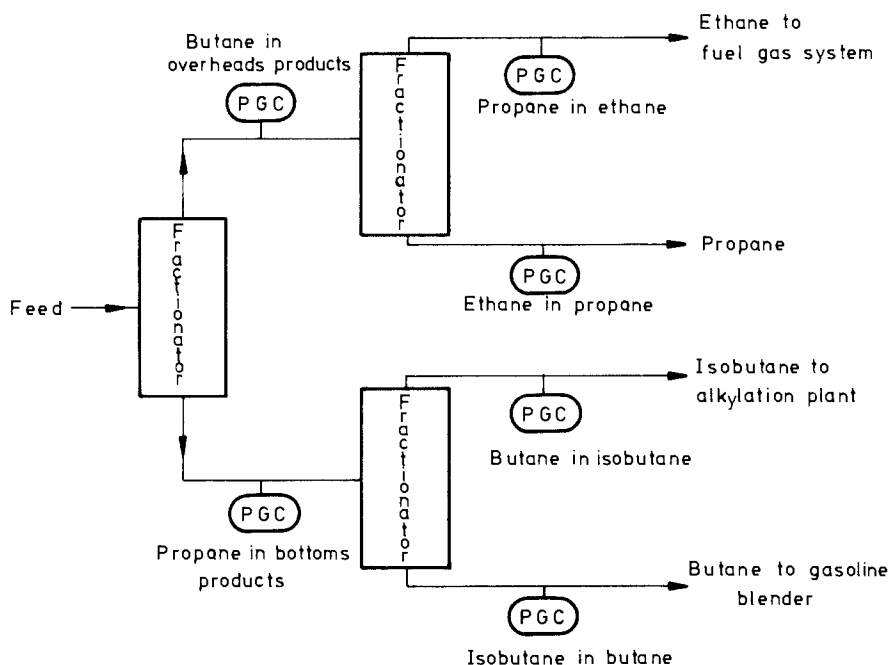 Butane in
overheads products
PGC
Fractionator
Ethane to
fuel gas system
PGC
Propane in ethane
Propane
PGC
Ethane in propane
Feed
Fractionator
Isobutane to
alkylation plant
PGC
Butane in isobutane
Fractionator
PGC
Propane in bottoms
products
Butane to gasoline
blender
PGC
Isobutane in butane